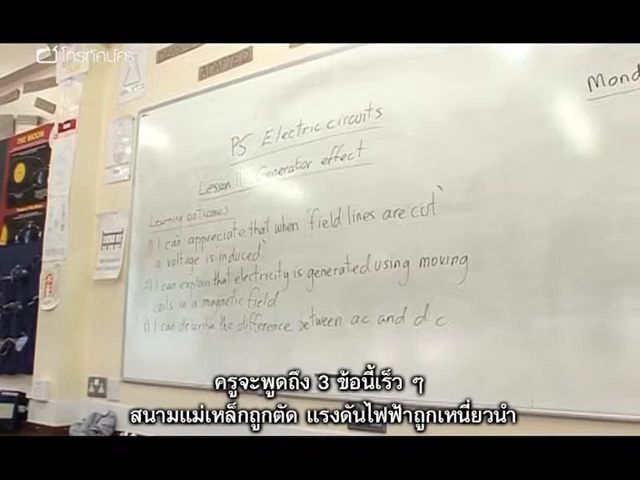 โทรทัศน์ครู
Mond
P5 Electric circuits
Lesson 11 Generator effect
Learning outcomes
1) I can appreciate that when 'field lines are cut'
a voltage is induced
2) I can explain that electricity is generated using moving
coils in a magnetic field
3) I can describe the difference between a.c and d.c.
THE MOON
ครูจะพูดถึง 3 ข้อนี้เร็ว ๆ
สนามแม่เหล็กถูกตัด แรงดันไฟฟ้าถูกเหนี่ยวนำ